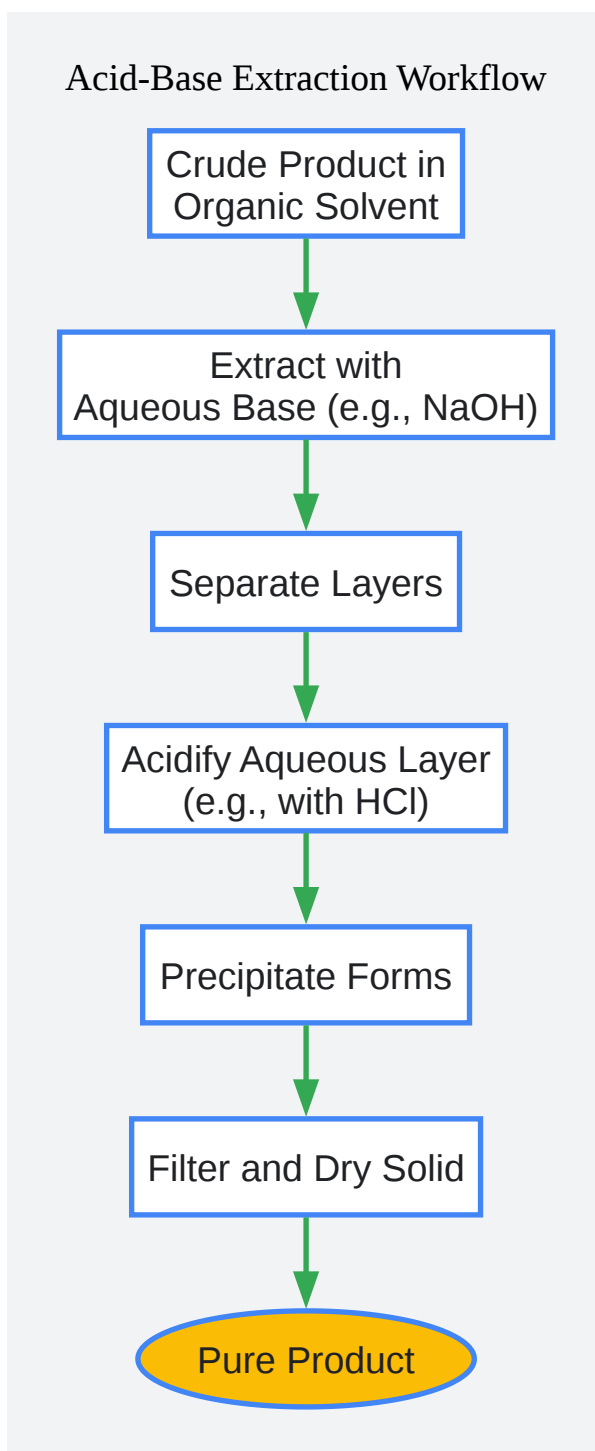 Acid-Base Extraction Workflow
Crude Product in
Organic Solvent
Extract with
Aqueous Base (e.g., NaOH)
Separate Layers
Acidify Aqueous Layer
(e.g., with HCl)
Precipitate Forms
Filter and Dry Solid
Pure Product